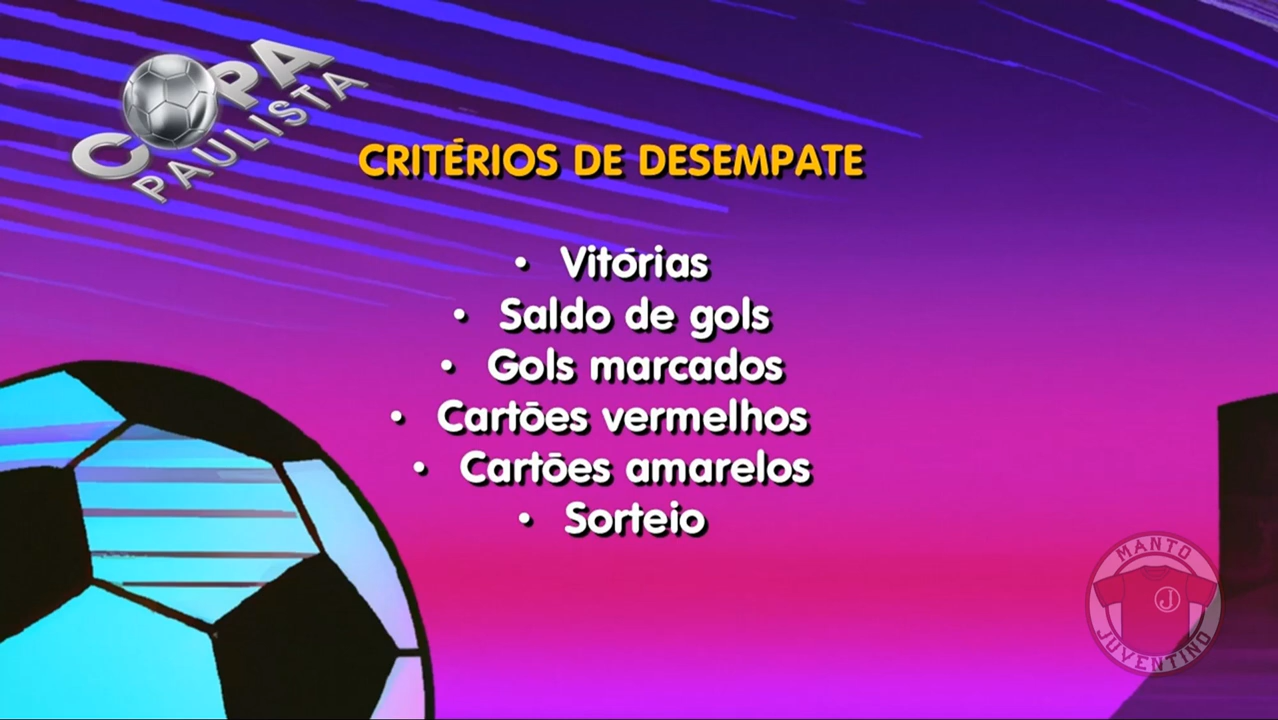 COPA
PAULISTA
CRITÉRIOS DE DESEMPATE
• Vitórias
• Saldo de gols
• Gols marcados
• Cartões vermelhos
• Cartões amarelos
• Sorteio
MANTO
J
JUVENTINO